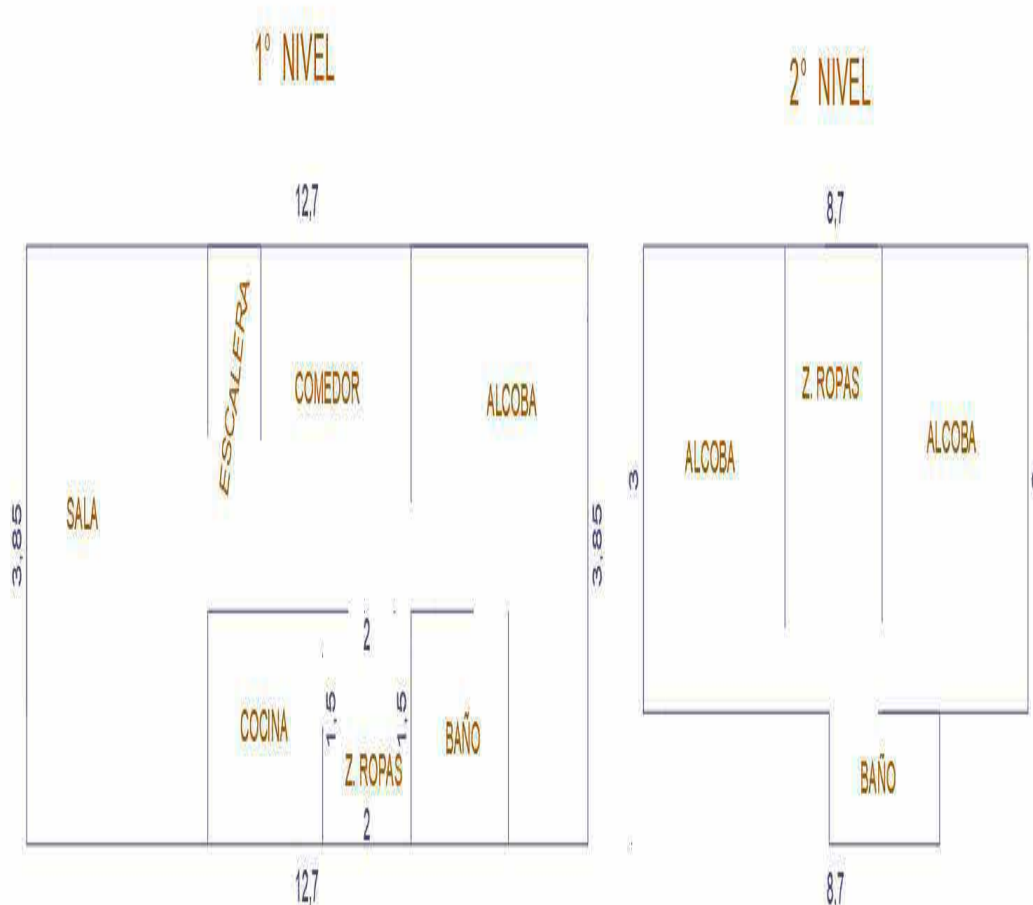 1° NIVEL
2° NIVEL
12,7
8,7
ESCALERA
COMEDOR
ALCOBA
Z. ROPAS
ALCOBA
ALCOBA
SALA
3,85
3,85
3
2
COCINA
1,5
1,5
BAÑO
Z. ROPAS
BAÑO
2
12,7
8,7